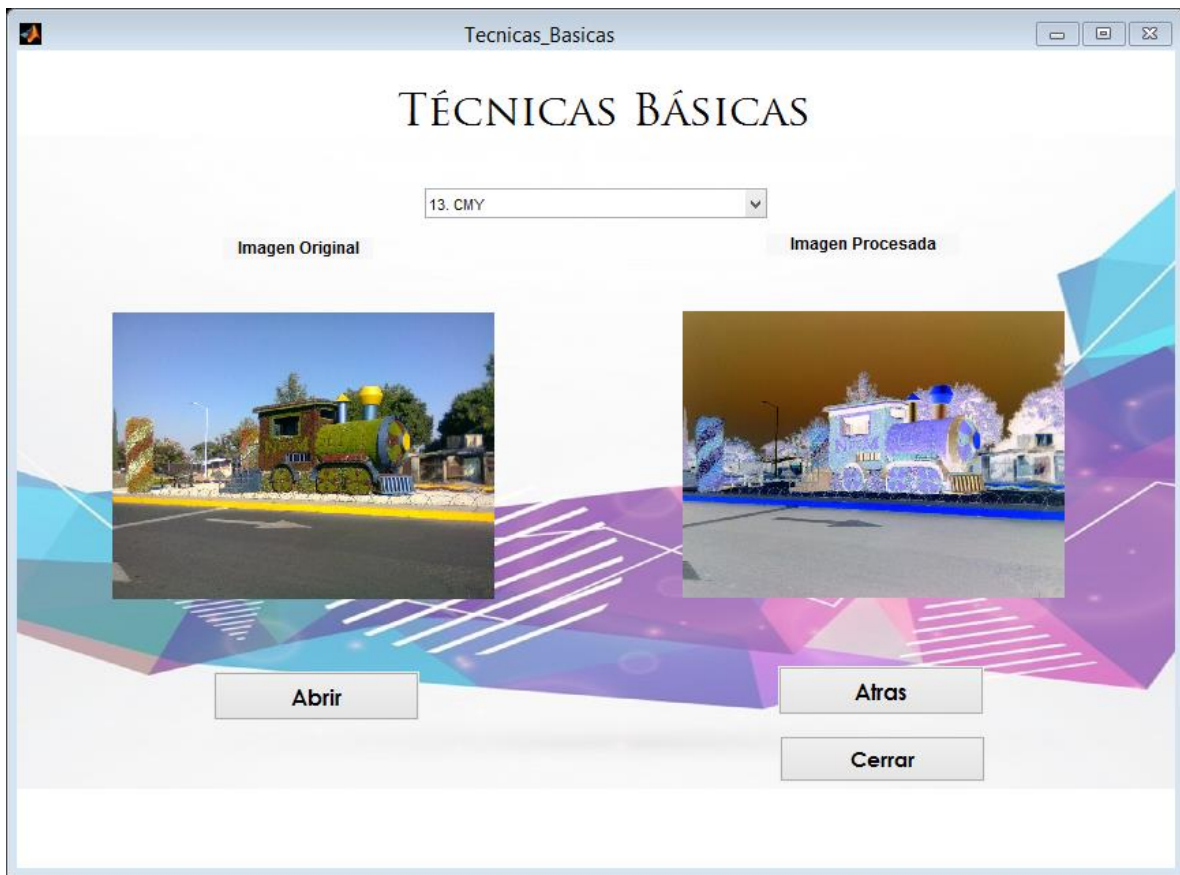 Tecnicas_Basicas
TÉCNICAS BÁSICAS
13. CMY
Imagen Original
Imagen Procesada
Abrir
Atras
Cerrar